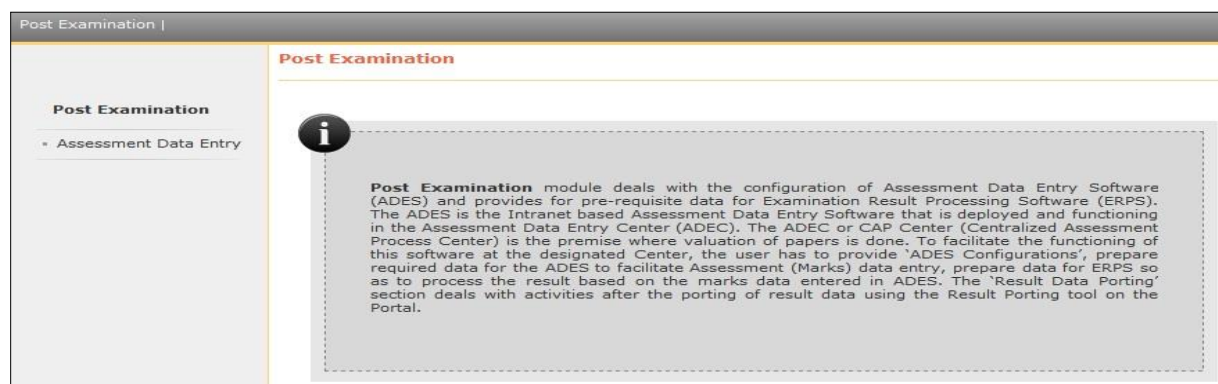 Post Examination |
Post Examination
Post Examination
Assessment Data Entry
i
Post Examination module deals with the configuration of Assessment Data Entry Software
(ADES) and provides for pre-requisite data for Examination Result Processing Software (ERPS).
The ADES is the Intranet based Assessment Data Entry Software that is deployed and functioning
in the Assessment Data Entry Center (ADEC). The ADEC or CAP Center (Centralized Assessment
Process Center) is the premise where valuation of papers is done. To facilitate the functioning of
this software at the designated Center, the user has to provide `ADES Configurations', prepare
required data for the ADES to facilitate Assessment (Marks) data entry, prepare data for ERPS so
as to process the result based on the marks data entered in ADES. The `Result Data Porting'
section deals with activities after the porting of result data using the Result Porting tool on the
Portal.